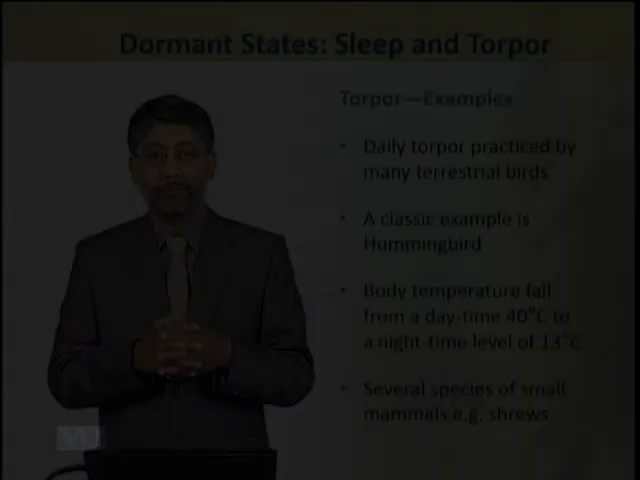 Dormant States: Sleep and Torpor
Torpor—Examples
• Daily torpor practiced by
many terrestrial birds
• A classic example is
Hummingbird
• Body temperature fall
from a day-time 40°C to
a night-time level of 13°C
• Several species of small
mammals e.g. shrews